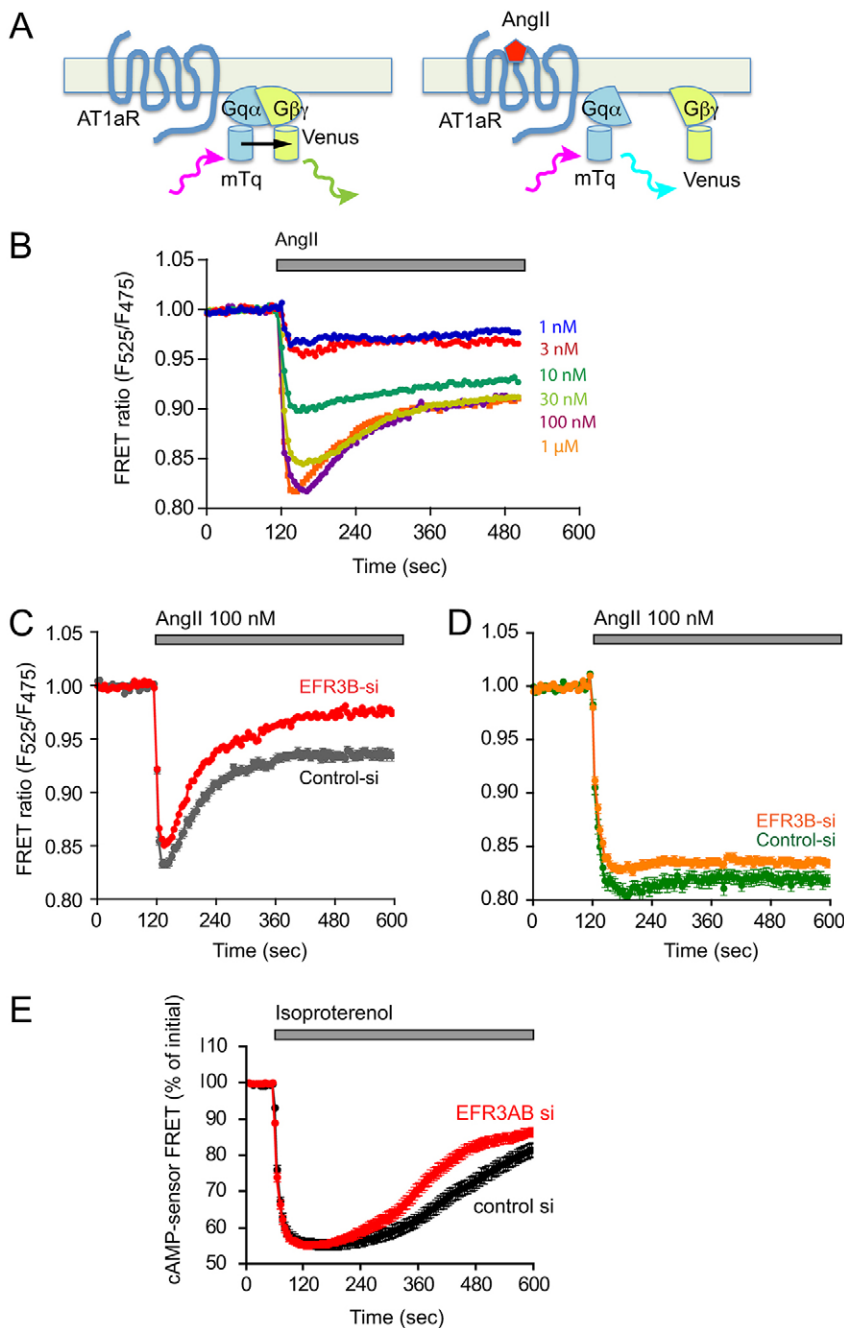 A
AngII
AT1aR
Gqα
Gβγ
Venus
mTq
AT1aR
Gqα
Gβγ
mTq
Venus
B
AngII
FRET ratio (F525/F475)
1.05
1.00
0.95
0.90
0.85
0.80
1 nM
3 nM
10 nM
30 nM
100 nM
1 µM
0 120 240 360 480 600
Time (sec)
C
AngII 100 nM
FRET ratio (F525/F475)
1.05
1.00
0.95
0.90
0.85
0.80
EFR3B-si
Control-si
0 120 240 360 480 600
Time (sec)
D
AngII 100 nM
1.05
1.00
0.95
0.90
0.85
0.80
EFR3B-si
Control-si
0 120 240 360 480 600
Time (sec)
E
Isoproterenol
cAMP-sensor FRET (% of initial)
110
100
90
80
70
60
50
EFR3AB si
control si
0 120 240 360 480 600
Time (sec)